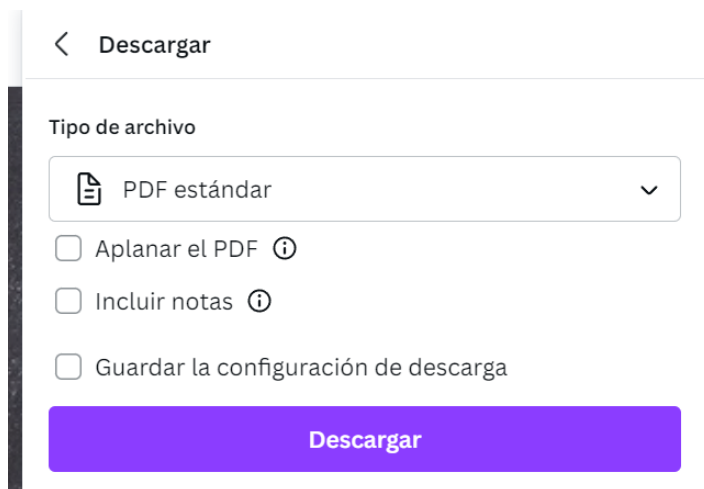 Descargar
Tipo de archivo
PDF estándar
Aplanar el PDF
Incluir notas
Guardar la configuración de descarga
Descargar